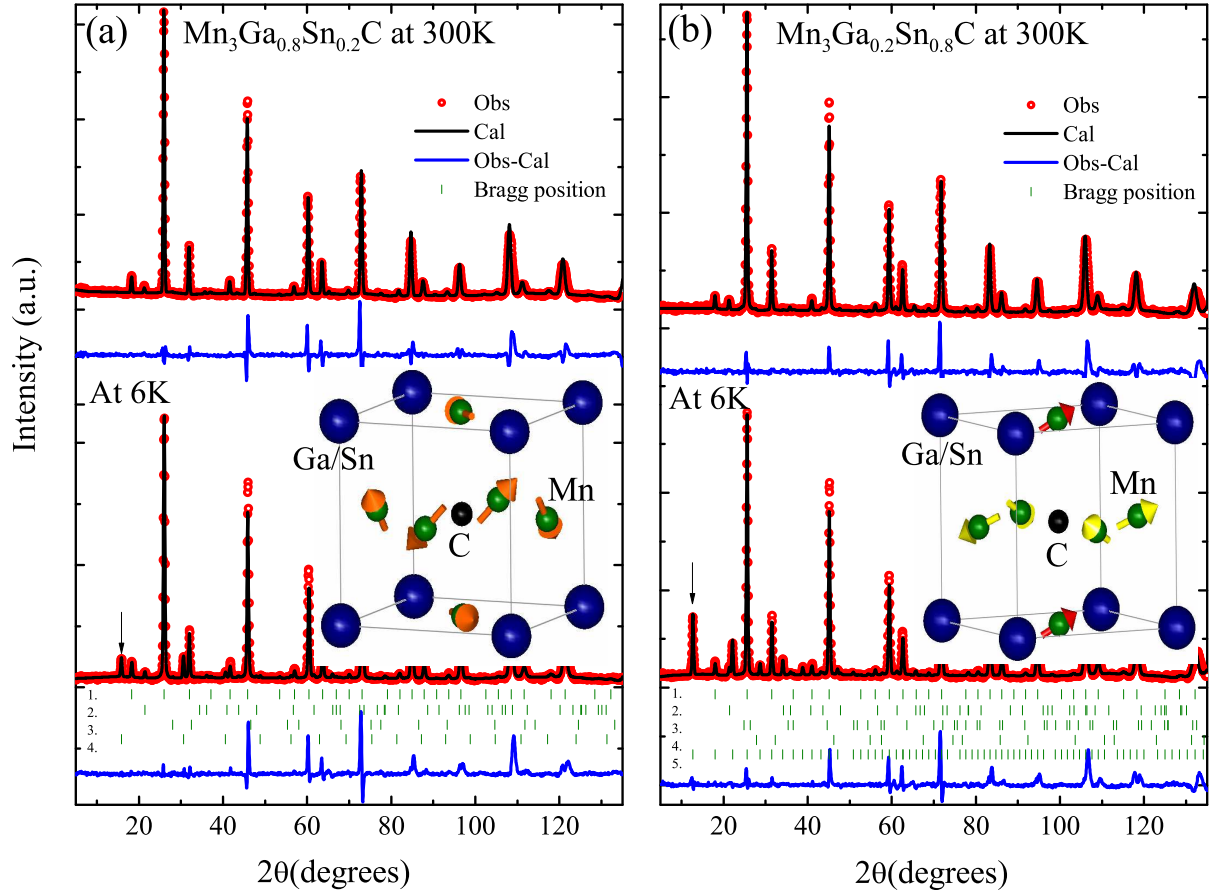 (a) Mn₃Ga₀.₈Sn₀.₂C at 300K
Obs
Cal
Obs-Cal
Bragg position
At 6K
Ga/Sn
Mn
C
1.
2.
3.
4.
20 40 60 80 100 120
2θ(degrees)
Intensity (a.u.)
(b) Mn₃Ga₀.₂Sn₀.₈C at 300K
Obs
Cal
Obs-Cal
Bragg position
At 6K
Ga/Sn
Mn
C
1.
2.
3.
4.
5.
20 40 60 80 100 120
2θ(degrees)